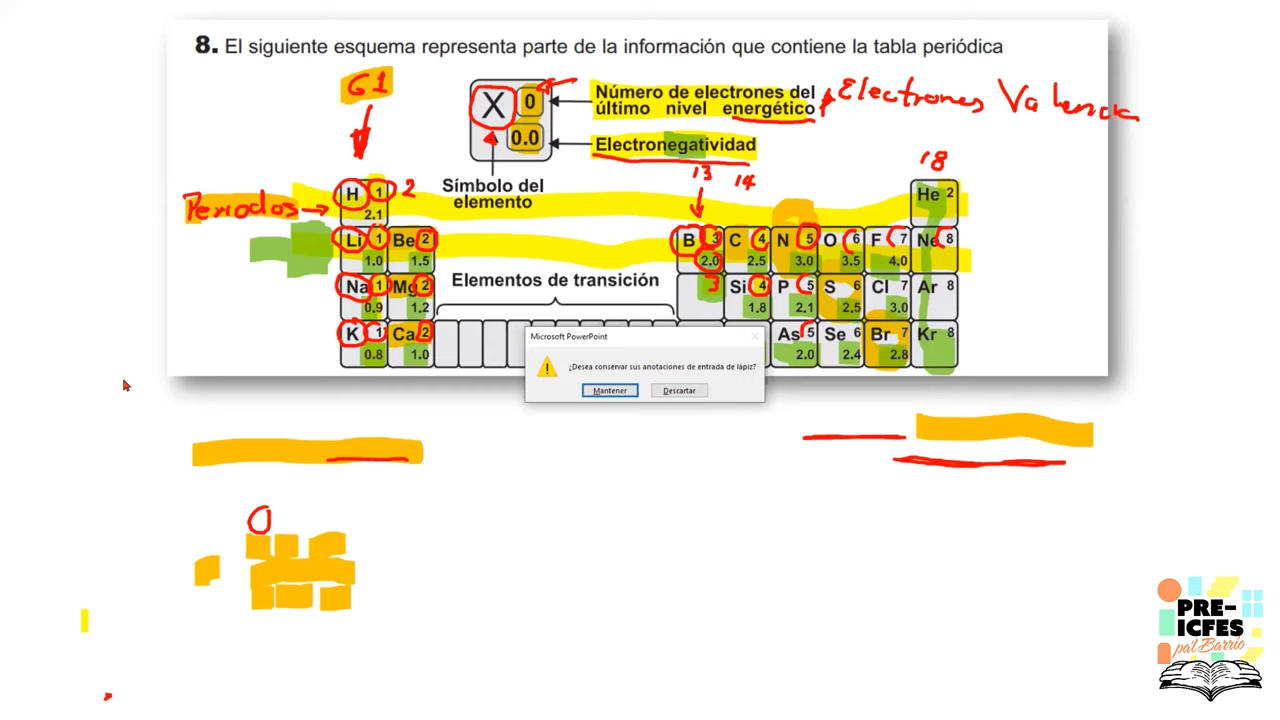 8. El siguiente esquema representa parte de la información que contiene la tabla periódica
G1
X 0
0.0
Número de electrones del
último nivel energético
Electrones Valencia
Electronegatividad
Símbolo del
elemento
13
14
18
Periodos
H 1 2
2.1
He 2
Li 1 Be 2
1.0 1.5
B 3 C 4 N 5 O 6 F 7 Ne 8
2.0 2.5 3.0 3.5 4.0
Elementos de transición
Na 1 Mg 2
0.9 1.2
3
Si 4 P 5 S 6 Cl 7 Ar 8
1.8 2.1 2.5 3.0
K 1 Ca 2
0.8 1.0
As 5 Se 6 Br 7 Kr 8
2.0 2.4 2.8
Microsoft PowerPoint
¿Desea conservar sus anotaciones de entrada de lápiz?
Mantener Descartar
PRE-
ICFES
pa'l Barrio